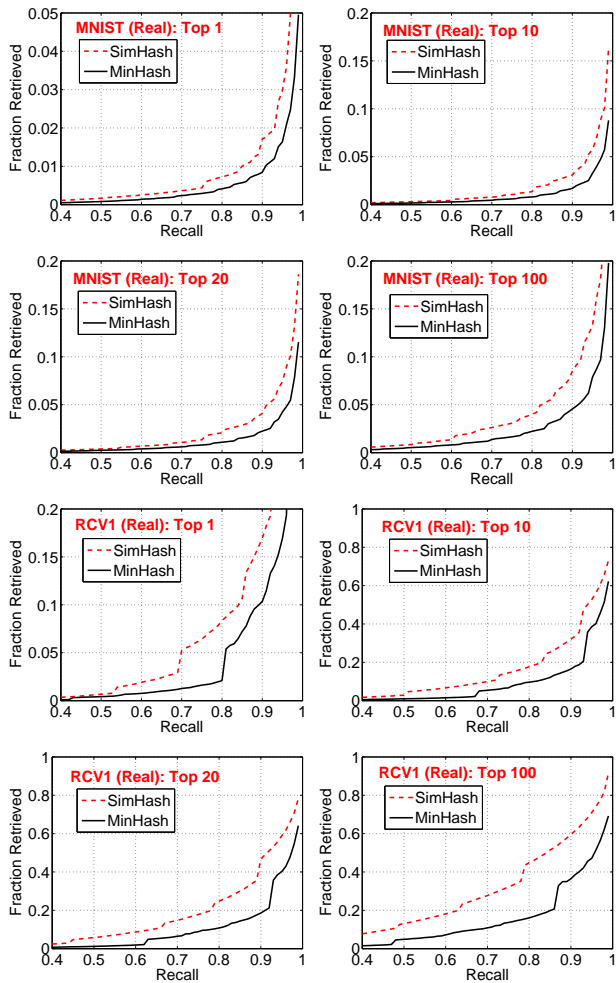 MNIST (Real): Top 1
SimHash
MinHash
Fraction Retrieved
0.05
0.04
0.03
0.02
0.01
0
0.4 0.5 0.6 0.7 0.8 0.9 1
Recall
MNIST (Real): Top 10
SimHash
MinHash
Fraction Retrieved
0.2
0.15
0.1
0.05
0
0.4 0.5 0.6 0.7 0.8 0.9 1
Recall
MNIST (Real): Top 20
SimHash
MinHash
Fraction Retrieved
0.2
0.15
0.1
0.05
0
0.4 0.5 0.6 0.7 0.8 0.9 1
Recall
MNIST (Real): Top 100
SimHash
MinHash
Fraction Retrieved
0.2
0.15
0.1
0.05
0
0.4 0.5 0.6 0.7 0.8 0.9 1
Recall
RCV1 (Real): Top 1
SimHash
MinHash
Fraction Retrieved
0.2
0.15
0.1
0.05
0
0.4 0.5 0.6 0.7 0.8 0.9 1
Recall
RCV1 (Real): Top 10
SimHash
MinHash
Fraction Retrieved
1
0.8
0.6
0.4
0.2
0
0.4 0.5 0.6 0.7 0.8 0.9 1
Recall
RCV1 (Real): Top 20
SimHash
MinHash
Fraction Retrieved
1
0.8
0.6
0.4
0.2
0
0.4 0.5 0.6 0.7 0.8 0.9 1
Recall
RCV1 (Real): Top 100
SimHash
MinHash
Fraction Retrieved
1
0.8
0.6
0.4
0.2
0
0.4 0.5 0.6 0.7 0.8 0.9 1
Recall